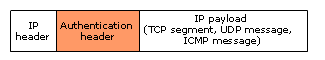 IP header
Authentication header
IP payload
(TCP segment, UDP message,
ICMP message)